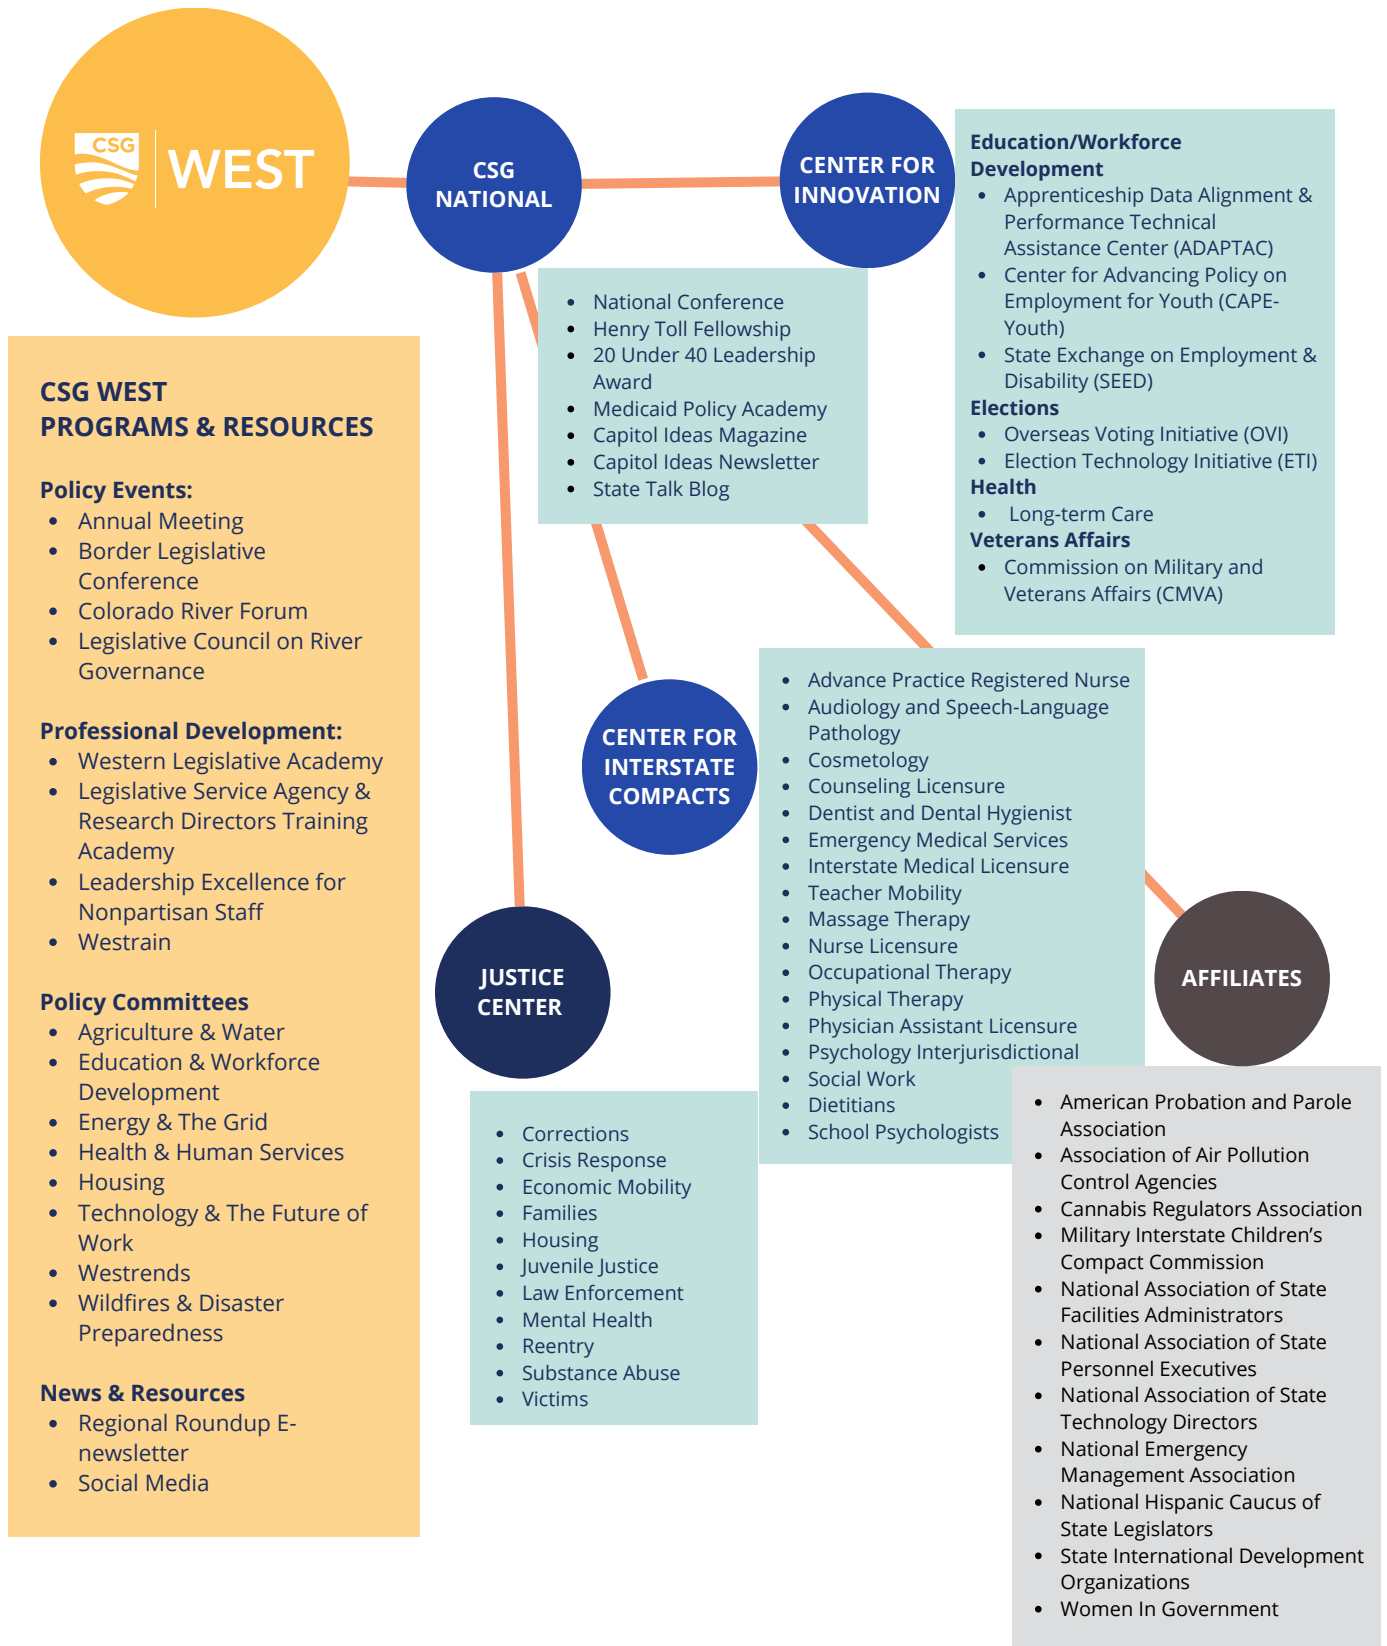 CSG
WEST
CSG
NATIONAL
CENTER FOR
INNOVATION
Education/Workforce
Development
• Apprenticeship Data Alignment &
Performance Technical
Assistance Center (ADAPTAC)
• Center for Advancing Policy on
Employment for Youth (CAPE-
Youth)
• State Exchange on Employment &
Disability (SEED)
Elections
• Overseas Voting Initiative (OVI)
• Election Technology Initiative (ETI)
Health
• Long-term Care
Veterans Affairs
• Commission on Military and
Veterans Affairs (CMVA)
• National Conference
• Henry Toll Fellowship
• 20 Under 40 Leadership
Award
• Medicaid Policy Academy
• Capitol Ideas Magazine
• Capitol Ideas Newsletter
• State Talk Blog
CSG WEST
PROGRAMS & RESOURCES
Policy Events:
• Annual Meeting
• Border Legislative
Conference
• Colorado River Forum
• Legislative Council on River
Governance
Professional Development:
• Western Legislative Academy
• Legislative Service Agency &
Research Directors Training
Academy
• Leadership Excellence for
Nonpartisan Staff
• Westrain
Policy Committees
• Agriculture & Water
• Education & Workforce
Development
• Energy & The Grid
• Health & Human Services
• Housing
• Technology & The Future of
Work
• Westrends
• Wildfires & Disaster
Preparedness
News & Resources
• Regional Roundup E-
newsletter
• Social Media
CENTER FOR
INTERSTATE
COMPACTS
• Advance Practice Registered Nurse
• Audiology and Speech-Language
Pathology
• Cosmetology
• Counseling Licensure
• Dentist and Dental Hygienist
• Emergency Medical Services
• Interstate Medical Licensure
• Teacher Mobility
• Massage Therapy
• Nurse Licensure
• Occupational Therapy
• Physical Therapy
• Physician Assistant Licensure
• Psychology Interjurisdictional
• Social Work
• Dietitians
• School Psychologists
JUSTICE
CENTER
• Corrections
• Crisis Response
• Economic Mobility
• Families
• Housing
• Juvenile Justice
• Law Enforcement
• Mental Health
• Reentry
• Substance Abuse
• Victims
AFFILIATES
• American Probation and Parole
Association
• Association of Air Pollution
Control Agencies
• Cannabis Regulators Association
• Military Interstate Children’s
Compact Commission
• National Association of State
Facilities Administrators
• National Association of State
Personnel Executives
• National Association of State
Technology Directors
• National Emergency
Management Association
• National Hispanic Caucus of
State Legislators
• State International Development
Organizations
• Women In Government